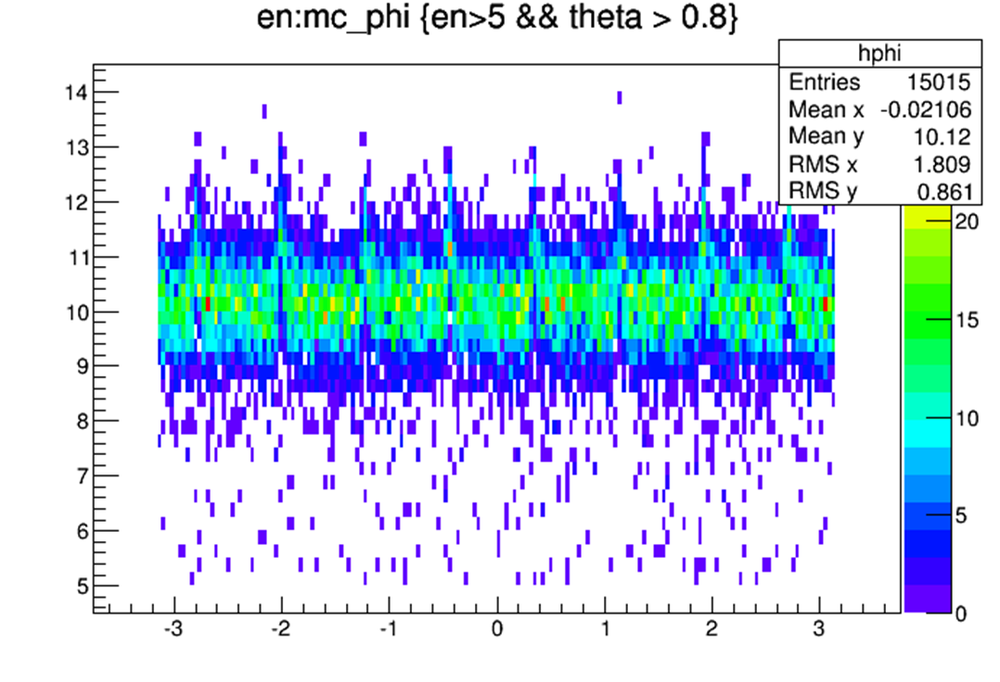 en:mc_phi {en>5 && theta > 0.8}
hphi
Entries 15015
Mean x -0.02106
Mean y 10.12
RMS x 1.809
RMS y 0.861
14
13
12
11
10
9
8
7
6
5
-3 -2 -1 0 1 2 3
20
15
10
5
0